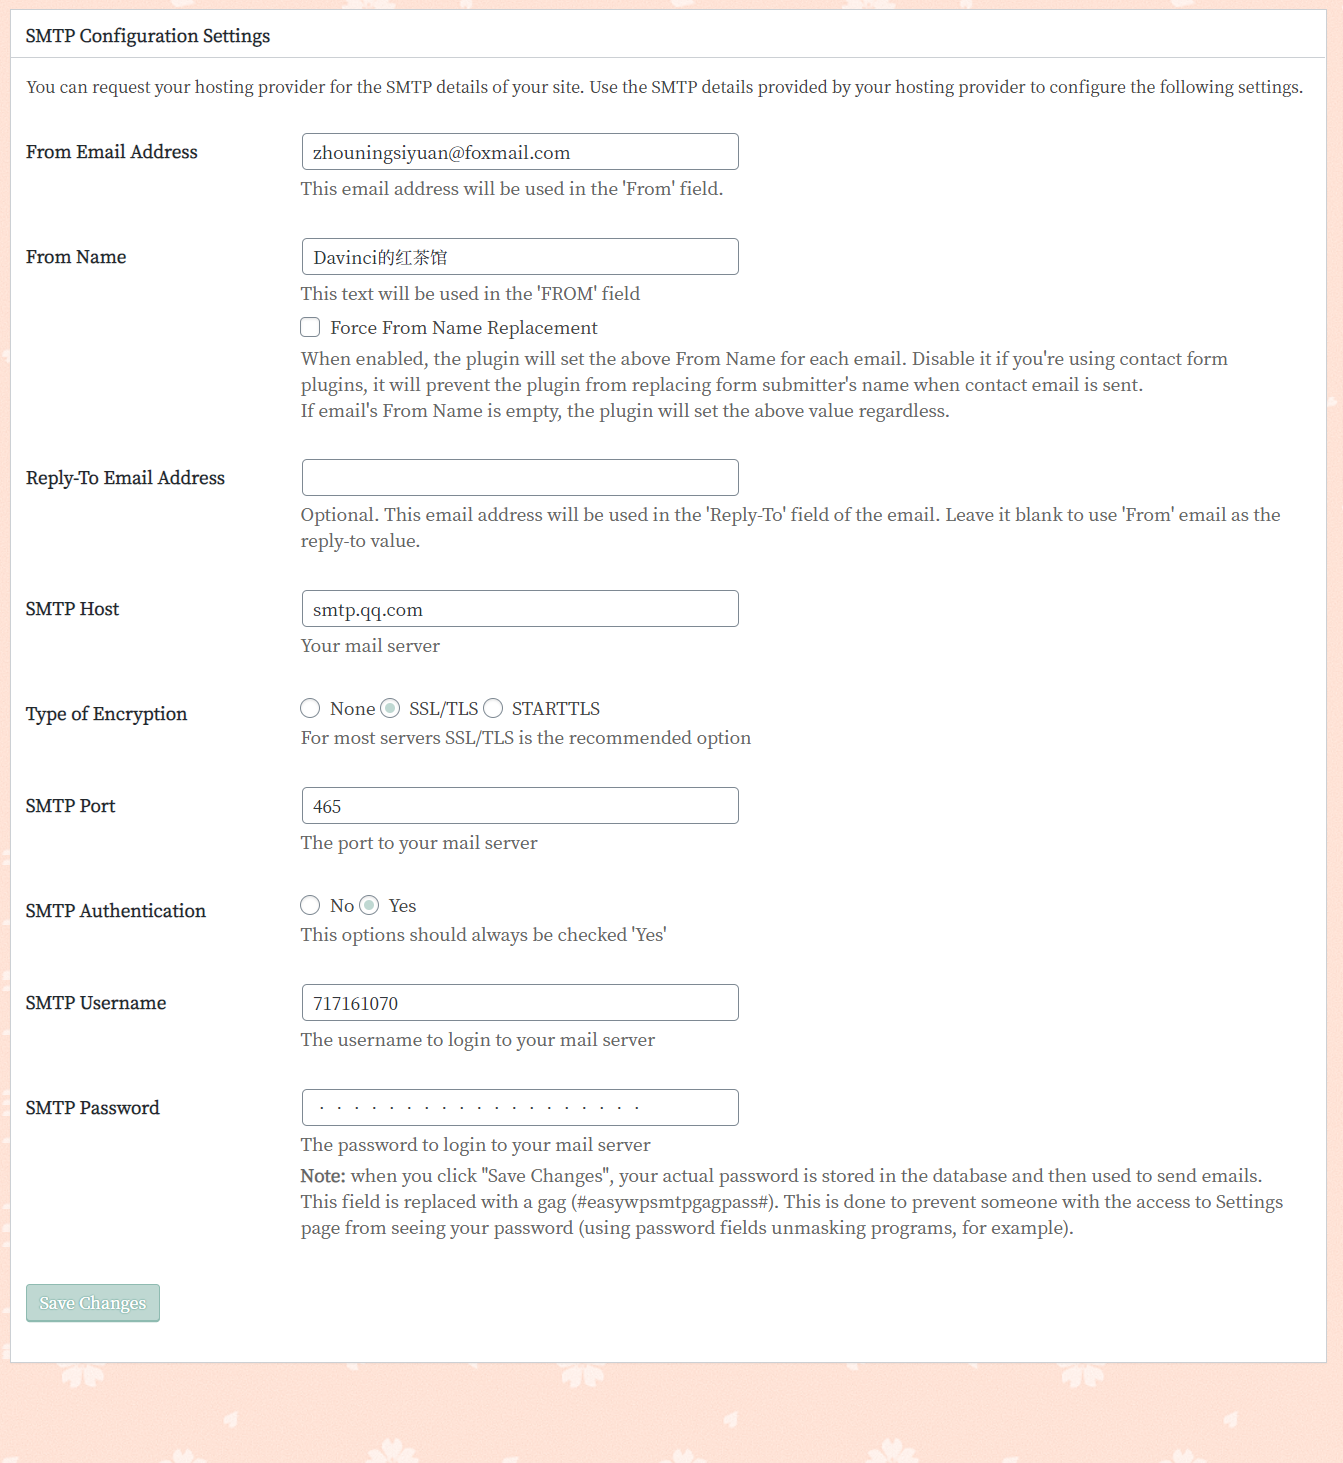 SMTP Configuration Settings
You can request your hosting provider for the SMTP details of your site. Use the SMTP details provided by your hosting provider to configure the following settings.
From Email Address
zhouningsiyuan@foxmail.com
This email address will be used in the 'From' field.
From Name
Davinci的红茶馆
This text will be used in the 'FROM' field
Force From Name Replacement
When enabled, the plugin will set the above From Name for each email. Disable it if you're using contact form
plugins, it will prevent the plugin from replacing form submitter's name when contact email is sent.
If email's From Name is empty, the plugin will set the above value regardless.
Reply-To Email Address
Optional. This email address will be used in the 'Reply-To' field of the email. Leave it blank to use 'From' email as the
reply-to value.
SMTP Host
smtp.qq.com
Your mail server
Type of Encryption
None SSL/TLS STARTTLS
For most servers SSL/TLS is the recommended option
SMTP Port
465
The port to your mail server
SMTP Authentication
No Yes
This options should always be checked 'Yes'
SMTP Username
717161070
The username to login to your mail server
SMTP Password
The password to login to your mail server
Note: when you click "Save Changes", your actual password is stored in the database and then used to send emails.
This field is replaced with a gag (#easywpsmtpgagpass#). This is done to prevent someone with the access to Settings
page from seeing your password (using password fields unmasking programs, for example).
Save Changes